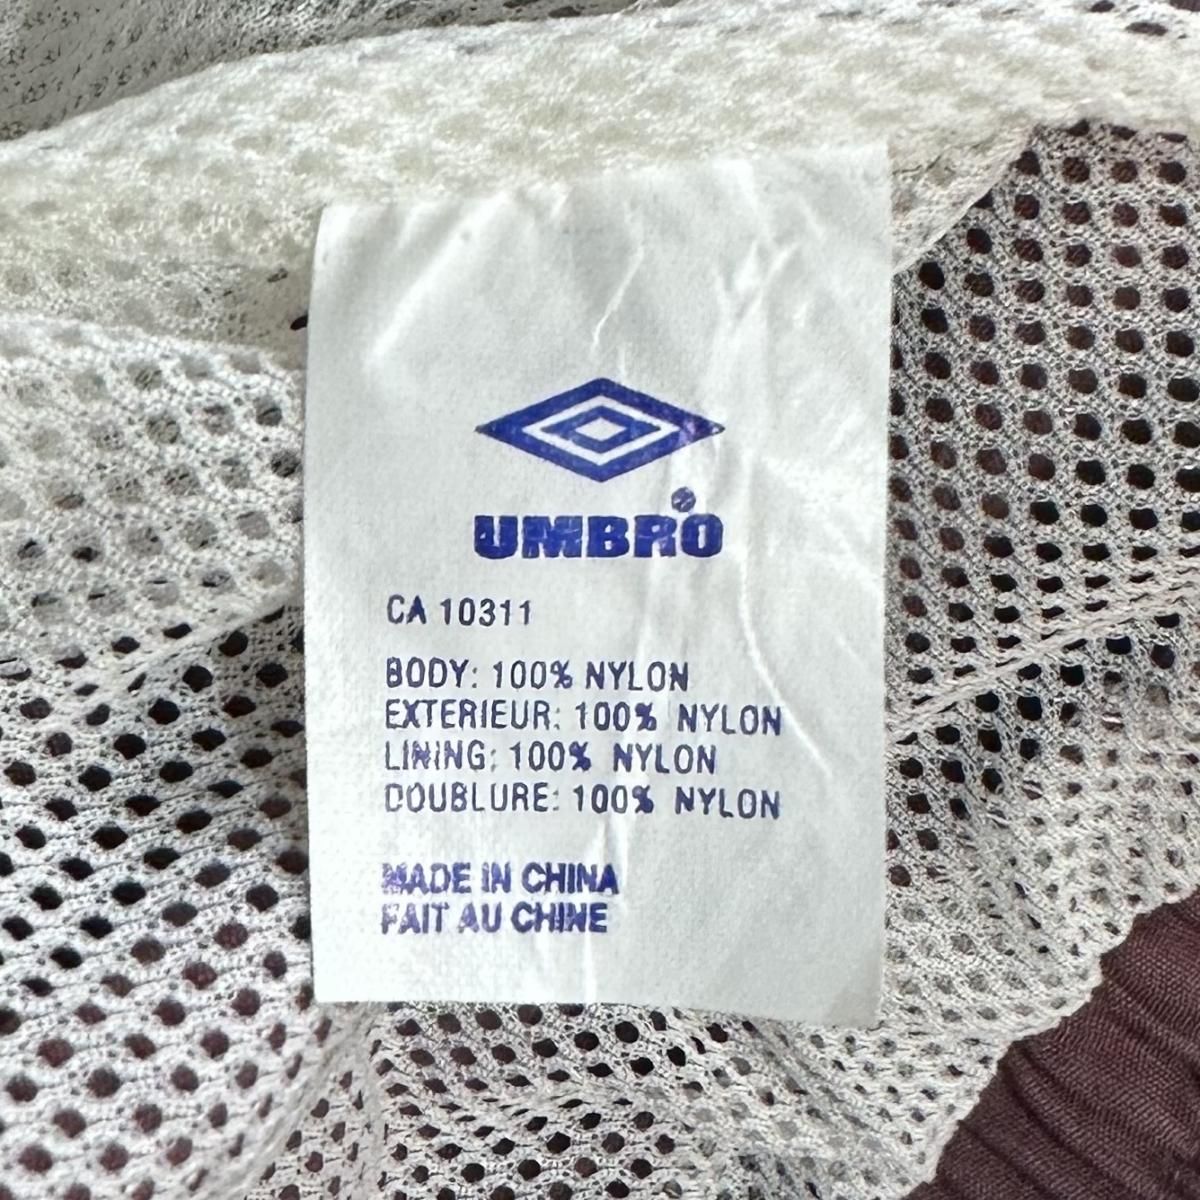 UMBRO
CA 10311
BODY: 100% NYLON
EXTERIEUR: 100% NYLON
LINING: 100% NYLON
DOUBLURE: 100% NYLON
MADE IN CHINA
FAIT AU CHINE